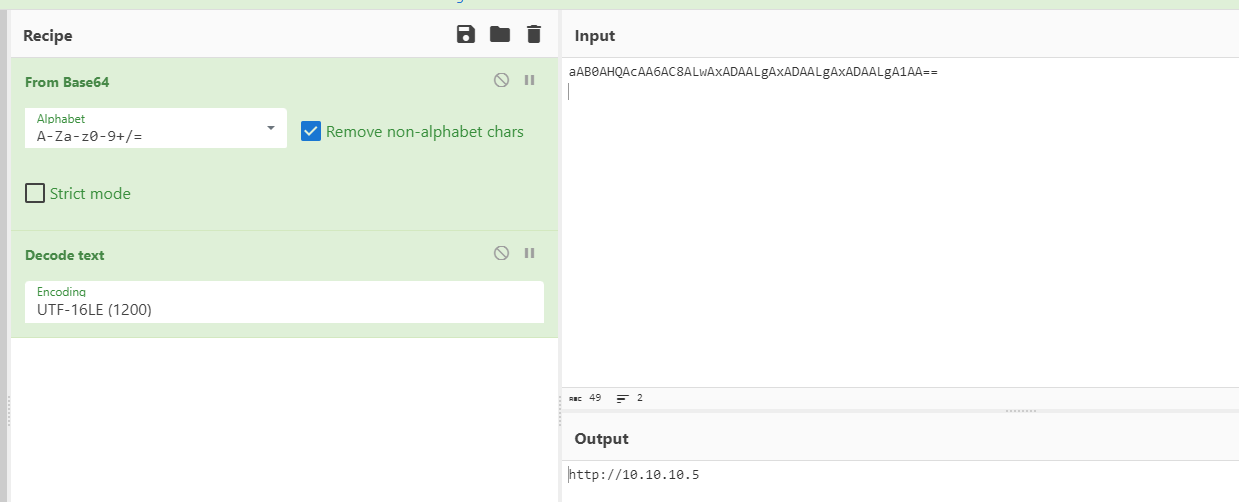 Recipe
From Base64
Alphabet
A-Za-z0-9+/=
Remove non-alphabet chars
Strict mode
Decode text
Encoding
UTF-16LE (1200)
Input
aAB0AHQAcAA6AC8ALwAxADAALgAxADAALgAxADAALgA1AA==
ABC 49 2
Output
http://10.10.10.5